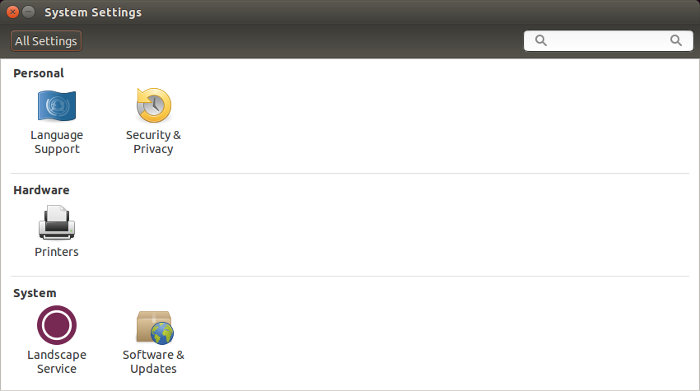 System Settings
All Settings
Personal
Language
Support
Security &
Privacy
Hardware
Printers
System
Landscape
Service
Software &
Updates